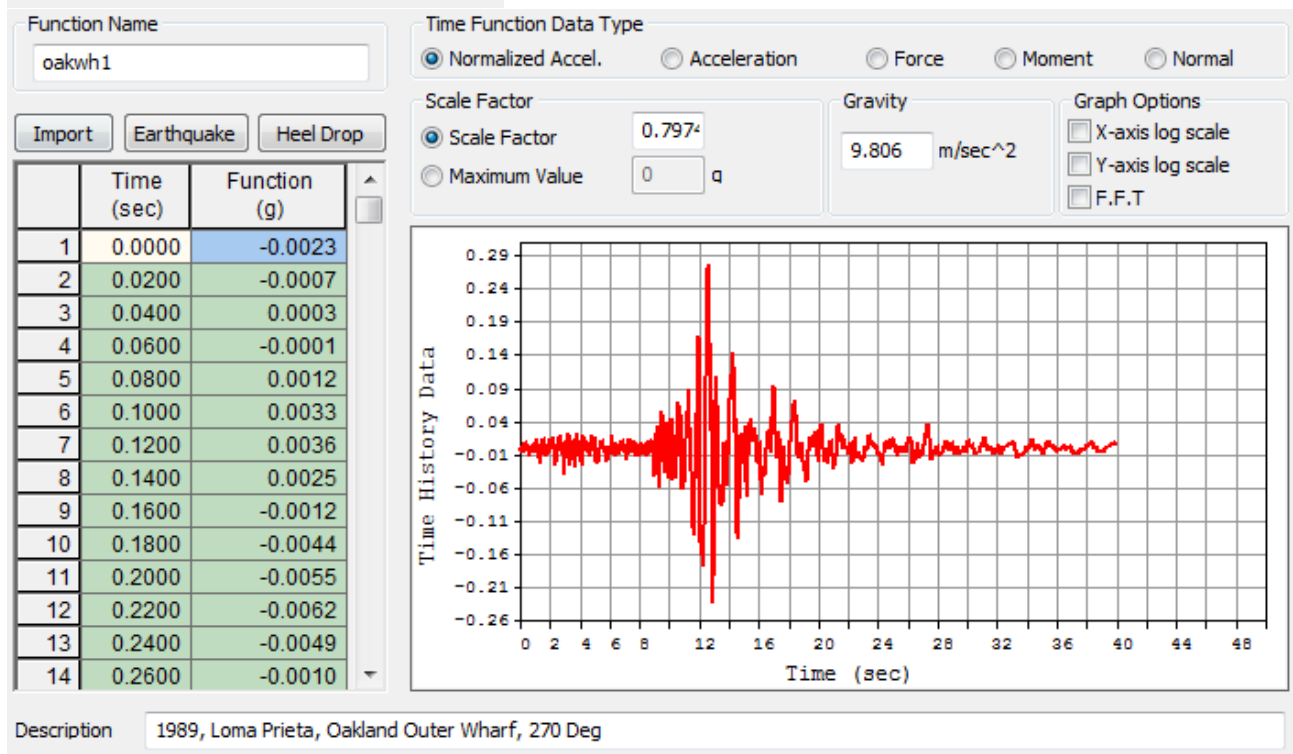 Function Name
oakwh1
Time Function Data Type
Normalized Accel. Acceleration Force Moment Normal
Import Earthquake Heel Drop
Scale Factor
Scale Factor 0.797
Maximum Value 0 g
Gravity
9.806 m/sec^2
Graph Options
X-axis log scale
Y-axis log scale
F.F.T
Time (sec) Function (g)
1 0.0000 -0.0023
2 0.0200 -0.0007
3 0.0400 0.0003
4 0.0600 -0.0001
5 0.0800 0.0012
6 0.1000 0.0033
7 0.1200 0.0036
8 0.1400 0.0025
9 0.1600 -0.0012
10 0.1800 -0.0044
11 0.2000 -0.0055
12 0.2200 -0.0062
13 0.2400 -0.0049
14 0.2600 -0.0010
Time History Data
0.29
0.24
0.19
0.14
0.09
0.04
-0.01
-0.06
-0.11
-0.16
-0.21
-0.26
0 2 4 6 8 12 16 20 24 28 32 36 40 44 48
Time (sec)
Description 1989, Loma Prieta, Oakland Outer Wharf, 270 Deg